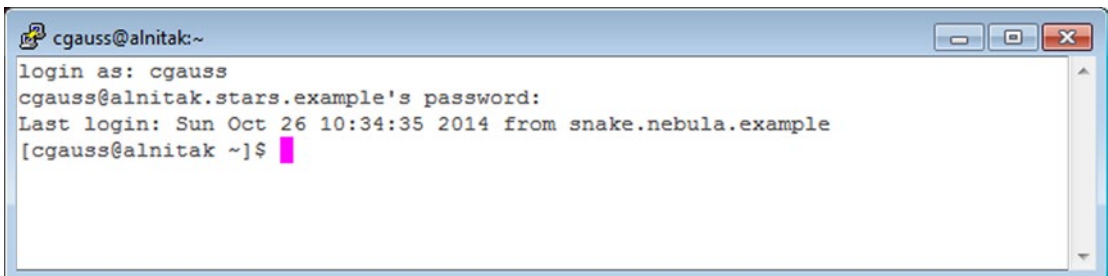 cgauss@alnitak:~
login as: cgauss
cgauss@alnitak.stars.example's password:
Last login: Sun Oct 26 10:34:35 2014 from snake.nebula.example
[cgauss@alnitak ~]$